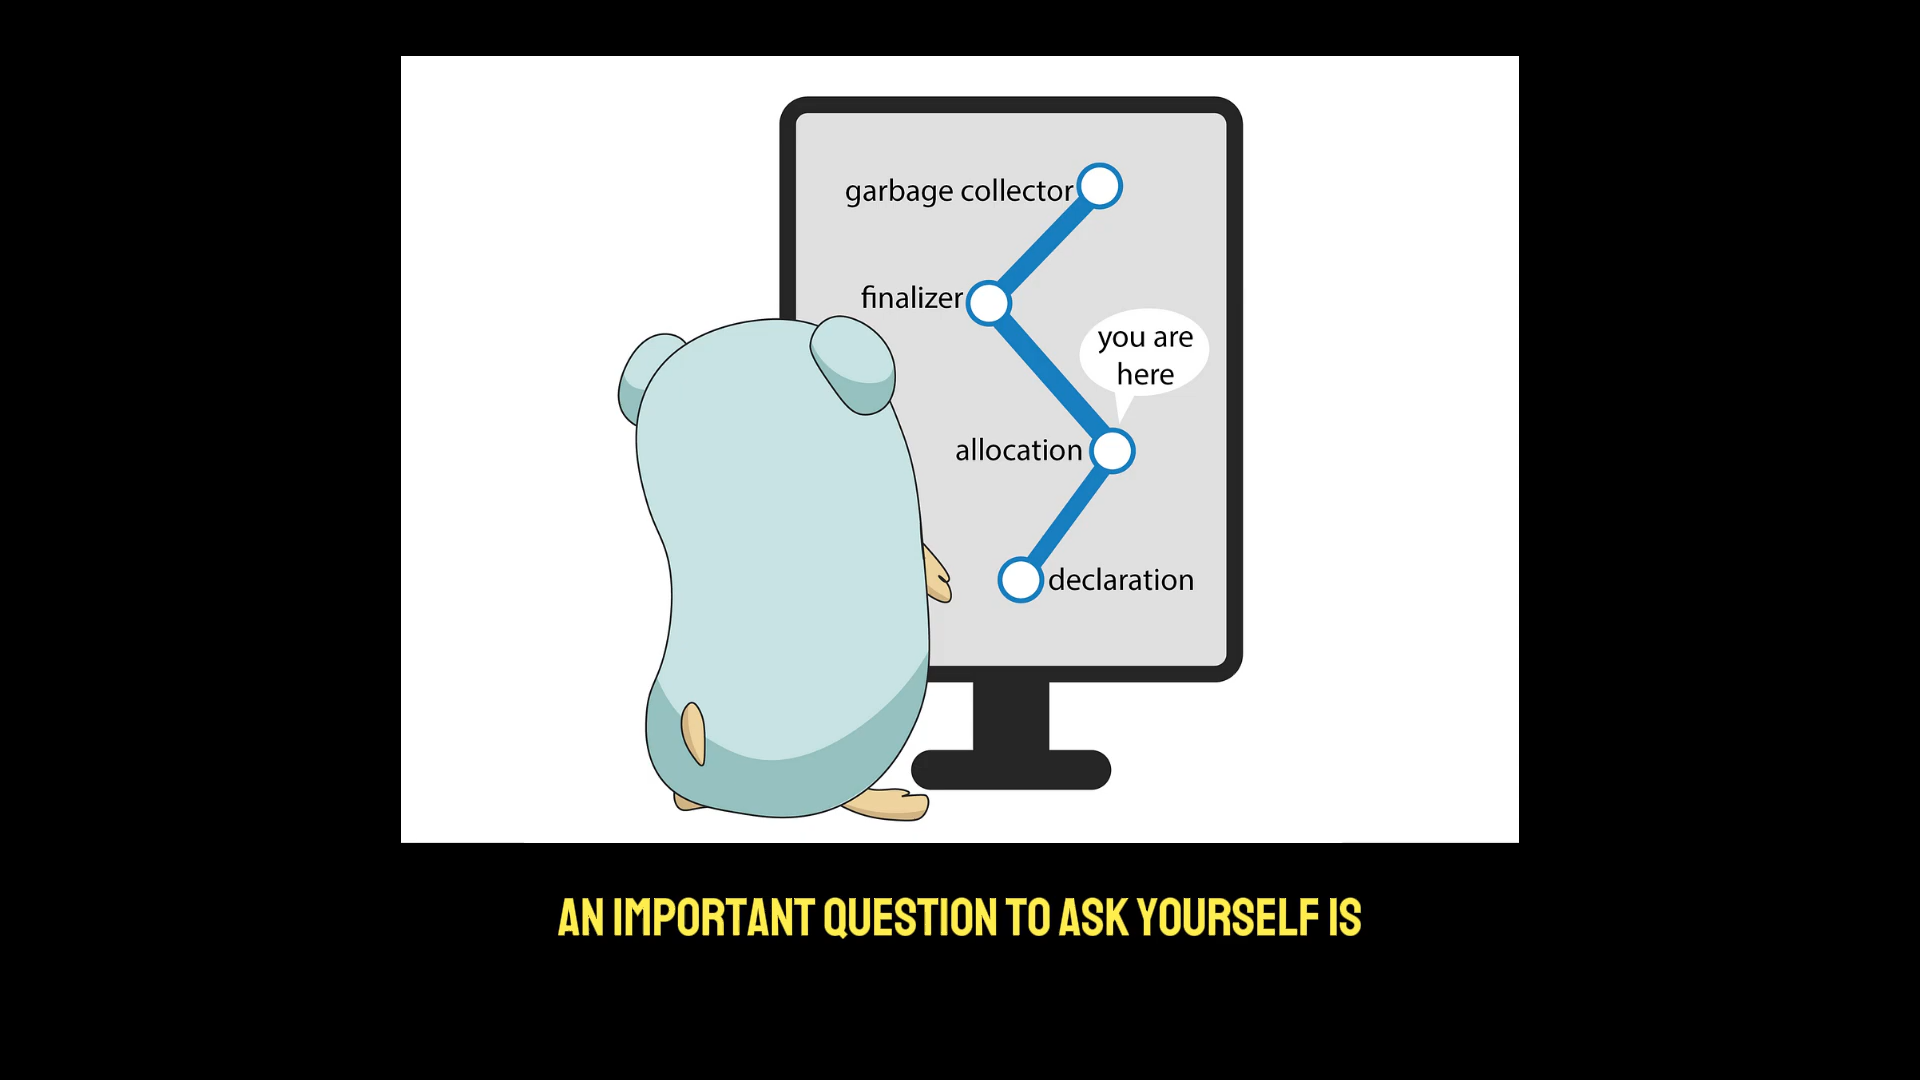 garbage collector
finalizer
you are
here
allocation
declaration
AN IMPORTANT QUESTION TO ASK YOURSELF IS